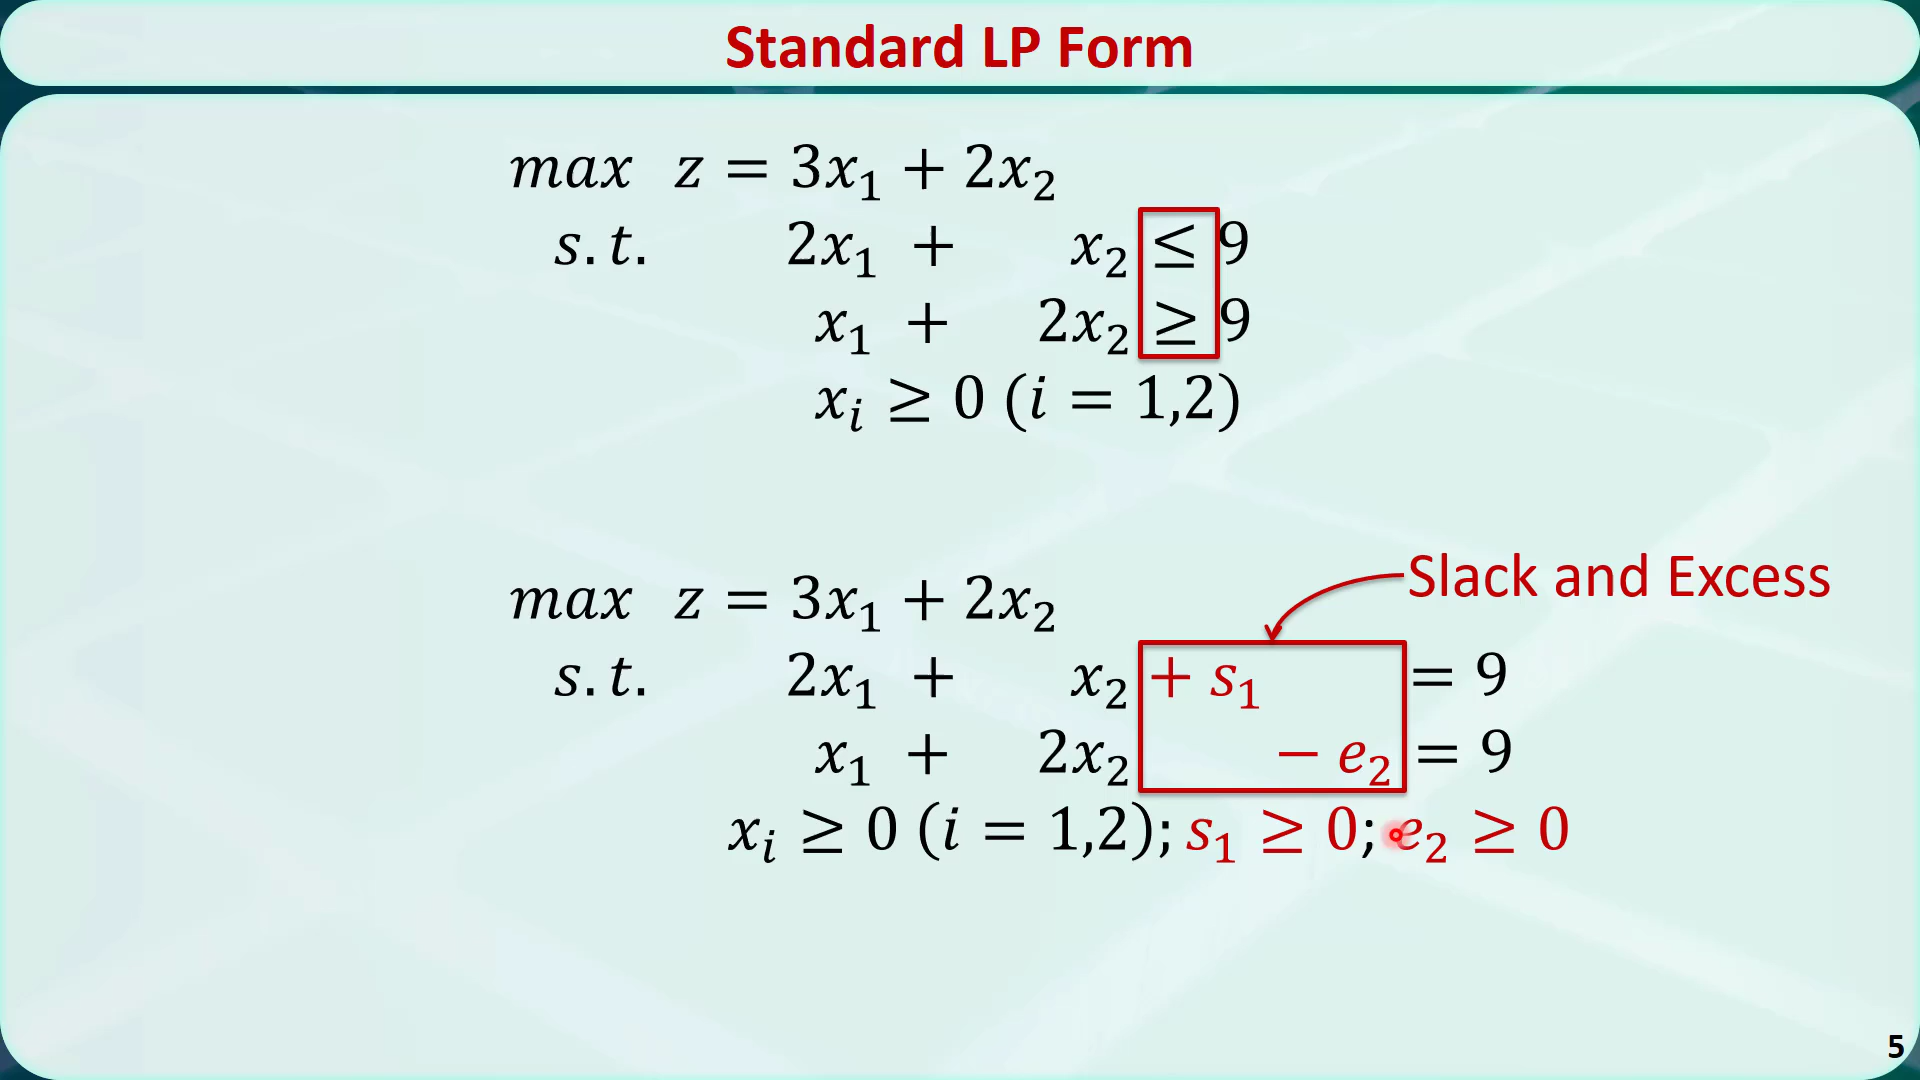 Standard LP Form
max z = 3x₁ + 2x₂
s.t. 2x₁ + x₂ ≤ 9
x₁ + 2x₂ ≥ 9
xᵢ ≥ 0 (i = 1,2)
Slack and Excess
max z = 3x₁ + 2x₂
s.t. 2x₁ + x₂ + s₁ = 9
x₁ + 2x₂ − e₂ = 9
xᵢ ≥ 0 (i = 1,2); s₁ ≥ 0; e₂ ≥ 0
5